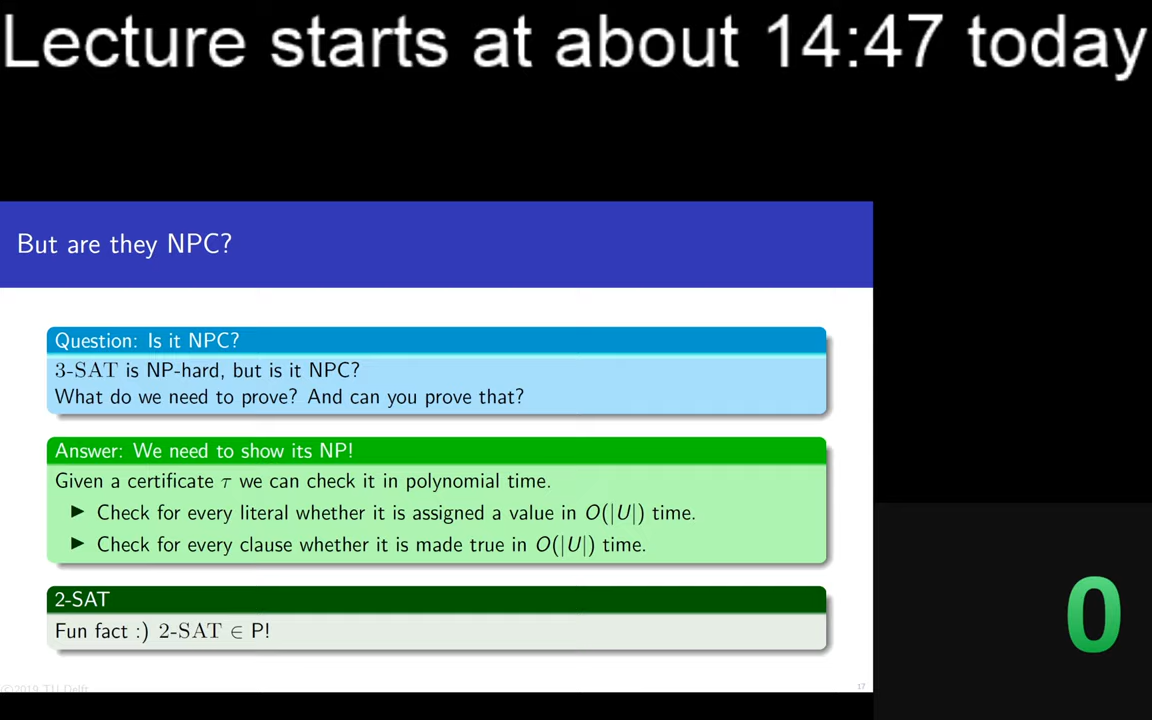 Lecture starts at about 14:47 today
But are they NPC?
Question: Is it NPC?
3-SAT is NP-hard, but is it NPC?
What do we need to prove? And can you prove that?
Answer: We need to show its NP!
Given a certificate τ we can check it in polynomial time.
▶ Check for every literal whether it is assigned a value in O(|U|) time.
▶ Check for every clause whether it is made true in O(|U|) time.
2-SAT
Fun fact :) 2-SAT ∈ P!
0
©2019 TU Delft
17